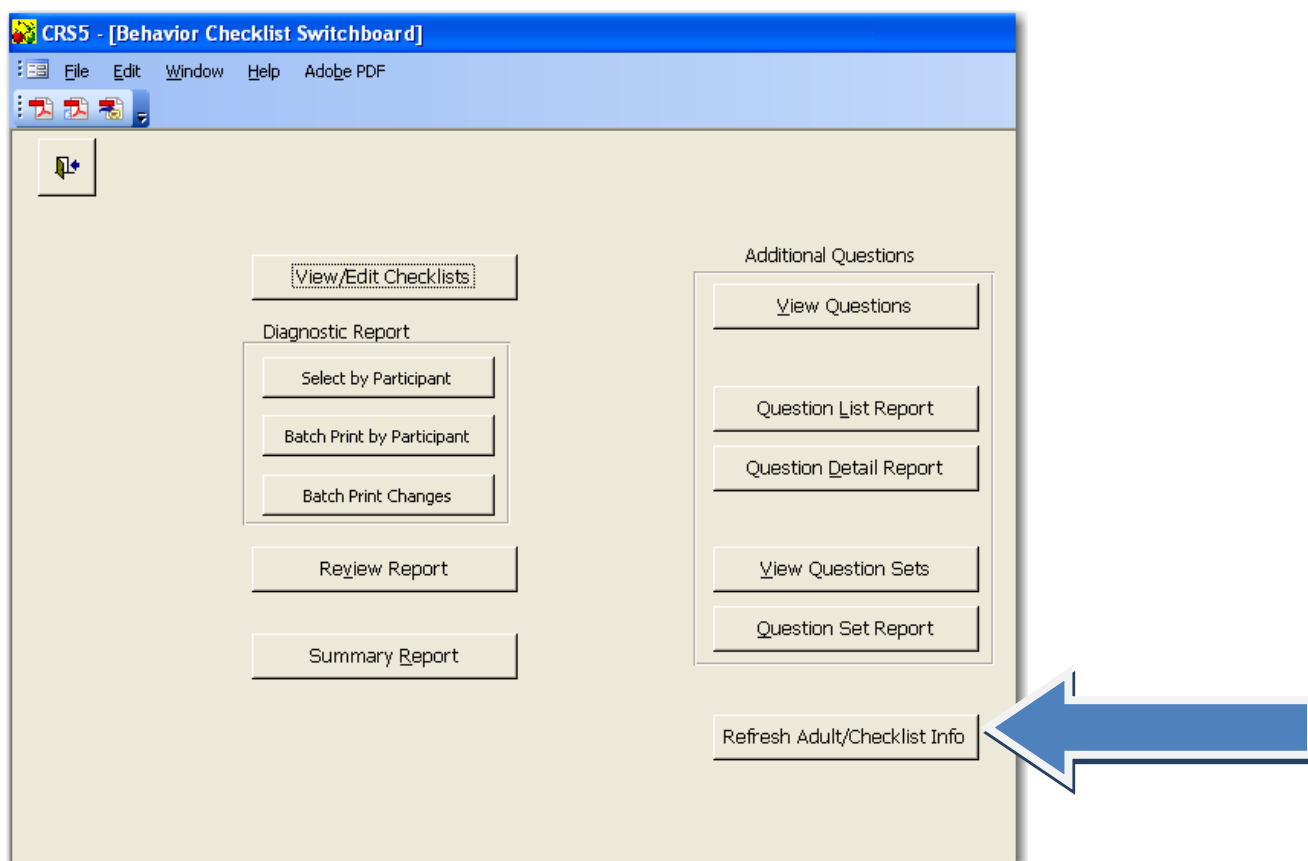 CRS5 - [Behavior Checklist Switchboard]
File Edit Window Help Adobe PDF
View/Edit Checklists
Diagnostic Report
Select by Participant
Batch Print by Participant
Batch Print Changes
Review Report
Summary Report
Additional Questions
View Questions
Question List Report
Question Detail Report
View Question Sets
Question Set Report
Refresh Adult/Checklist Info